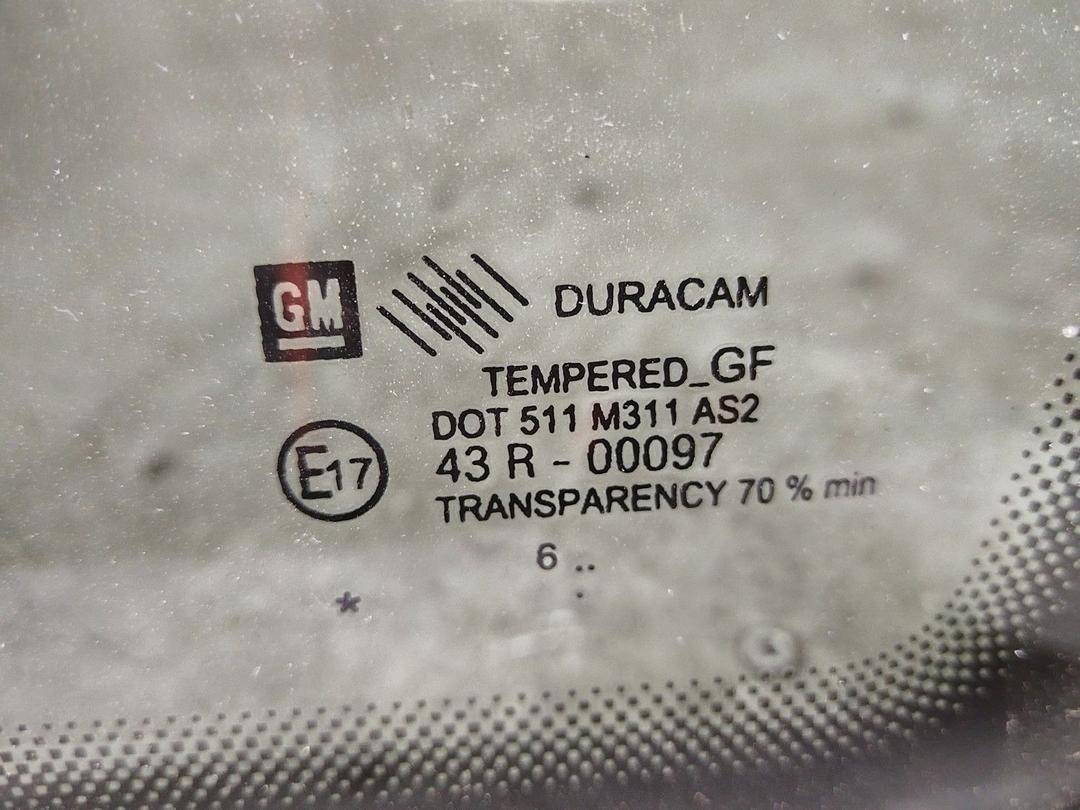 GM DURACAM
TEMPERED_GF
DOT 511 M311 AS2
E17 43 R - 00097
TRANSPARENCY 70 % min
6 ..
*